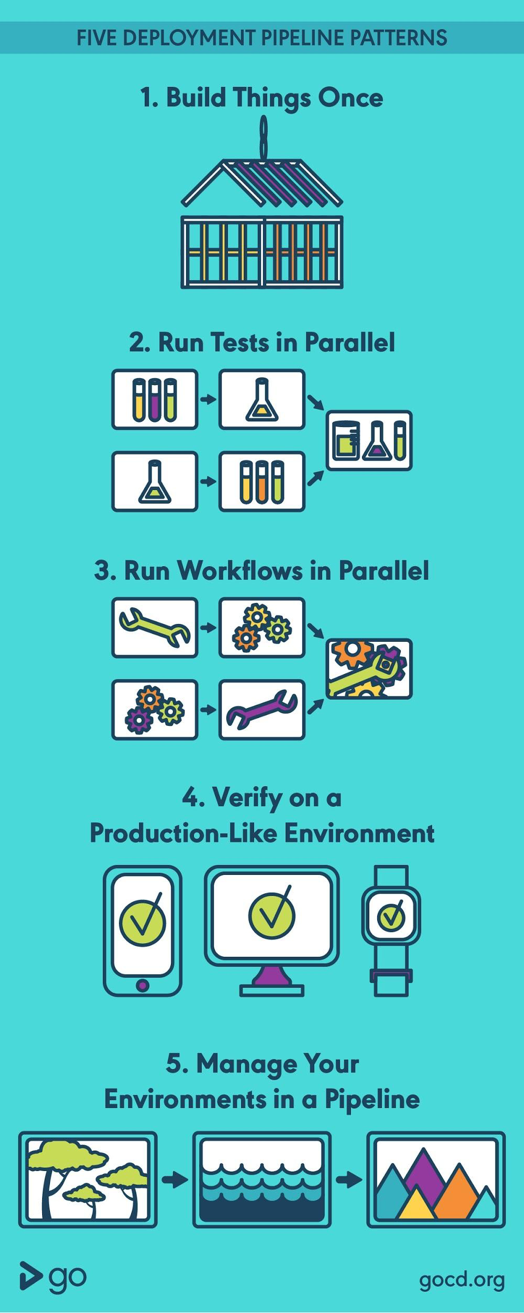 FIVE DEPLOYMENT PIPELINE PATTERNS
1. Build Things Once
2. Run Tests in Parallel
3. Run Workflows in Parallel
4. Verify on a
Production-Like Environment
5. Manage Your
Environments in a Pipeline
go
gocd.org